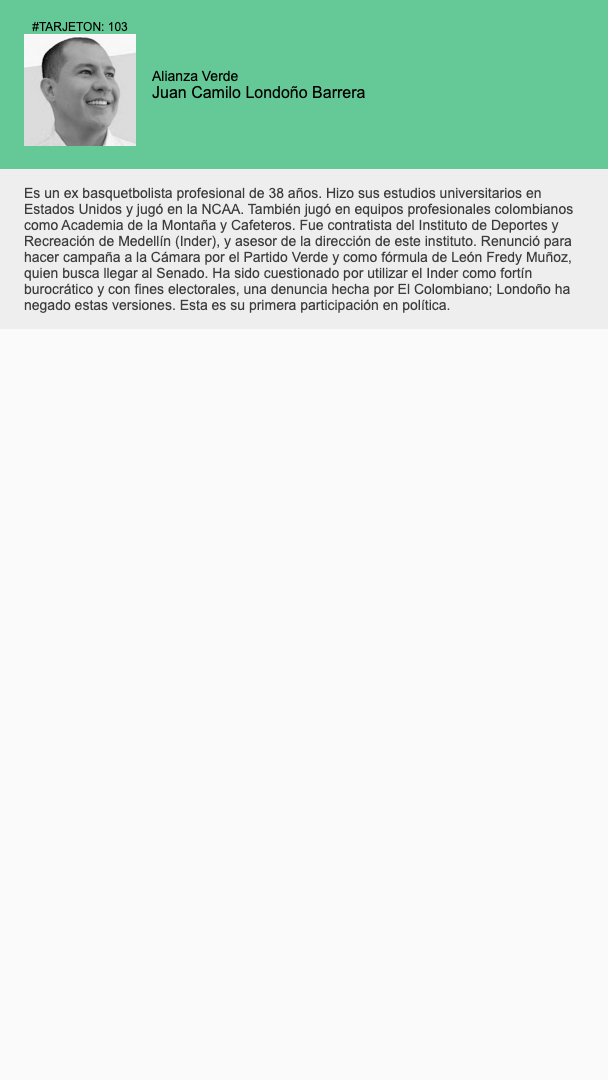 #TARJETON: 103
Alianza Verde
Juan Camilo Londoño Barrera
Es un ex basquetbolista profesional de 38 años. Hizo sus estudios universitarios en
Estados Unidos y jugó en la NCAA. También jugó en equipos profesionales colombianos
como Academia de la Montaña y Cafeteros. Fue contratista del Instituto de Deportes y
Recreación de Medellín (Inder), y asesor de la dirección de este instituto. Renunció para
hacer campaña a la Cámara por el Partido Verde y como fórmula de León Fredy Muñoz,
quien busca llegar al Senado. Ha sido cuestionado por utilizar el Inder como fortín
burocrático y con fines electorales, una denuncia hecha por El Colombiano; Londoño ha
negado estas versiones. Esta es su primera participación en política.